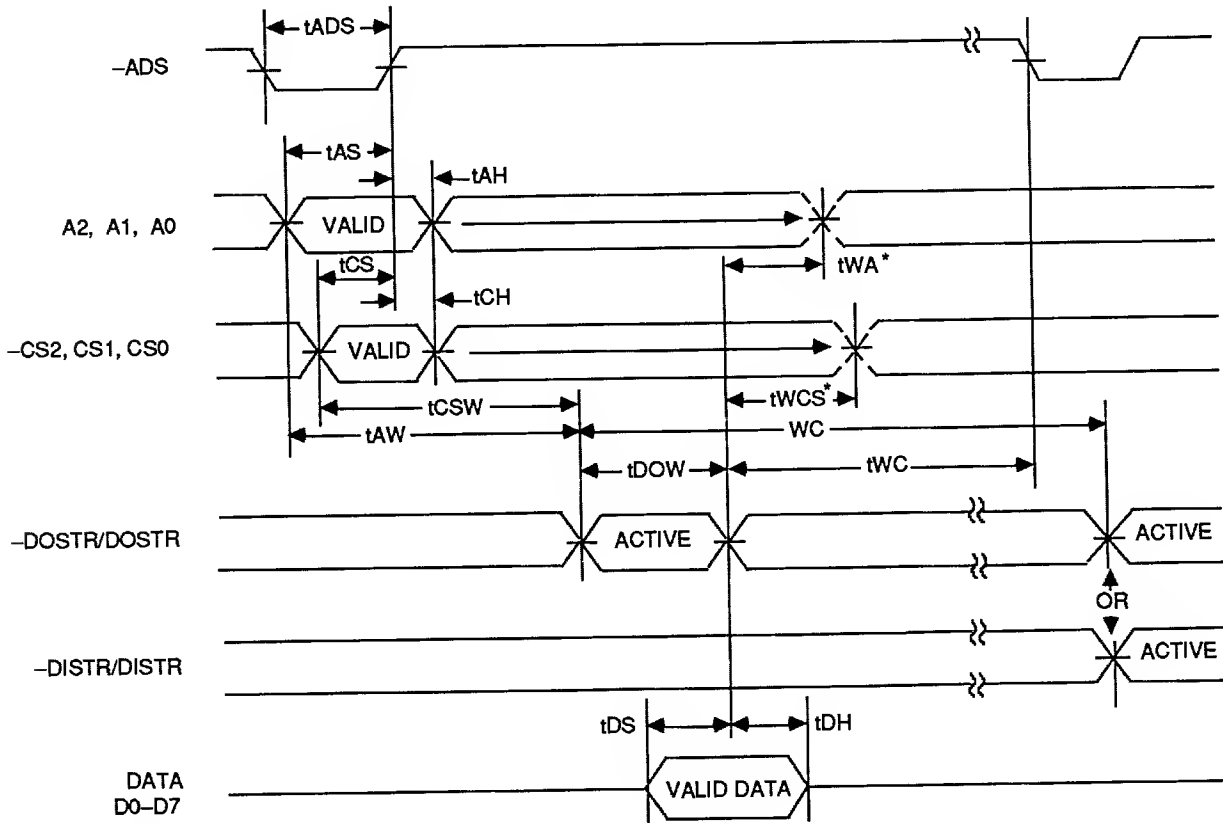 tADS
–ADS
tAS
tAH
A2, A1, A0
VALID
tCS
tWA*
tCH
–CS2, CS1, CS0
VALID
tWCS*
tCSW
tAW
WC
tDOW
tWC
–DOSTR/DOSTR
ACTIVE
ACTIVE
OR
–DISTR/DISTR
ACTIVE
tDS
tDH
DATA
D0–D7
VALID DATA